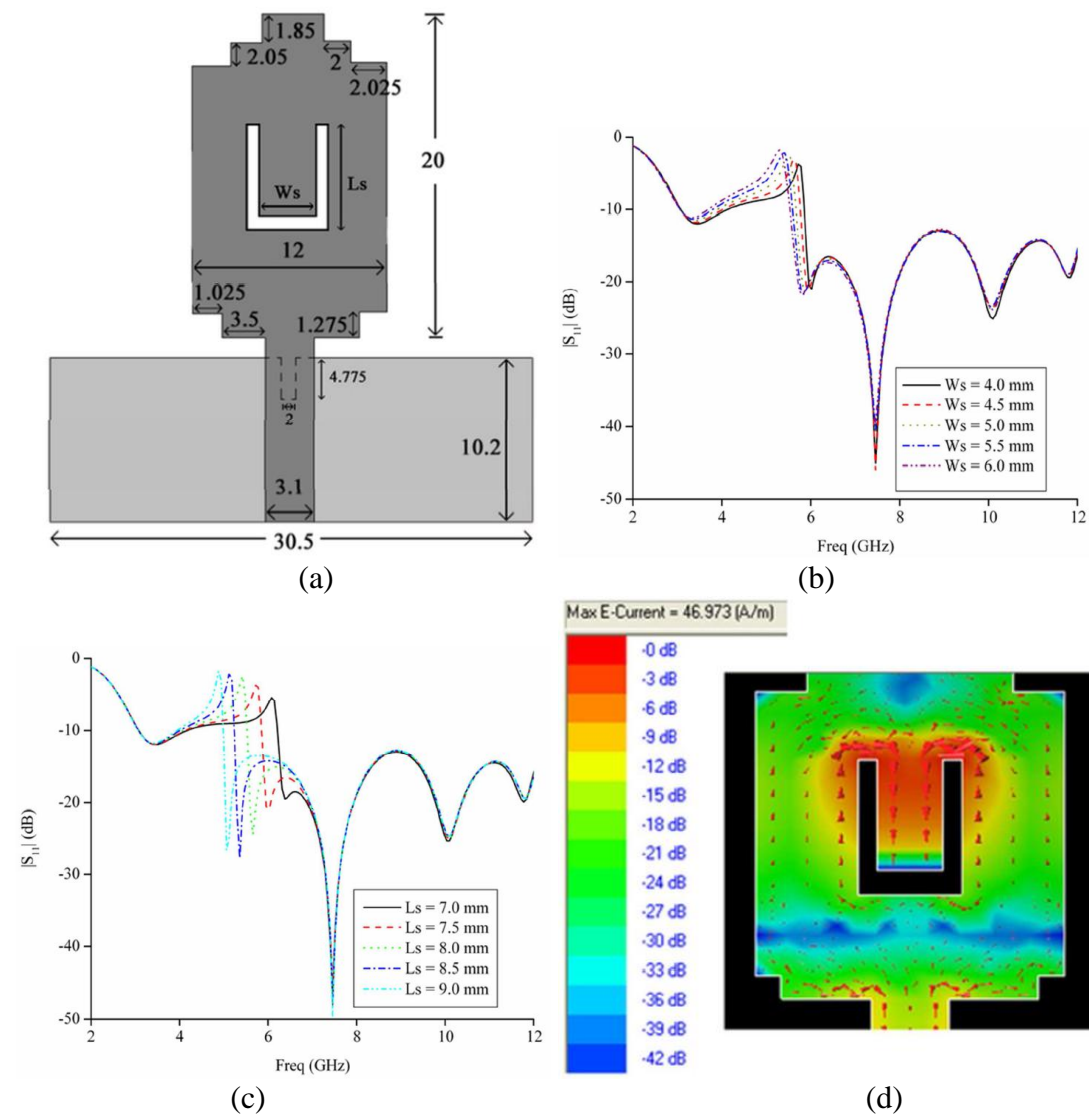 1.85
2.05
2
2.025
20
Ws
Ls
12
1.025
3.5
1.275
4.775
2
10.2
3.1
30.5
(a)
0
-10
-20
-30
-40
-50
|S11| (dB)
Ws = 4.0 mm
Ws = 4.5 mm
Ws = 5.0 mm
Ws = 5.5 mm
Ws = 6.0 mm
2 4 6 8 10 12
Freq (GHz)
(b)
0
-10
-20
-30
-40
-50
|S11| (dB)
Ls = 7.0 mm
Ls = 7.5 mm
Ls = 8.0 mm
Ls = 8.5 mm
Ls = 9.0 mm
2 4 6 8 10 12
Freq (GHz)
(c)
Max E-Current = 46.973 (A/m)
-0 dB
-3 dB
-6 dB
-9 dB
-12 dB
-15 dB
-18 dB
-21 dB
-24 dB
-27 dB
-30 dB
-33 dB
-36 dB
-39 dB
-42 dB
(d)